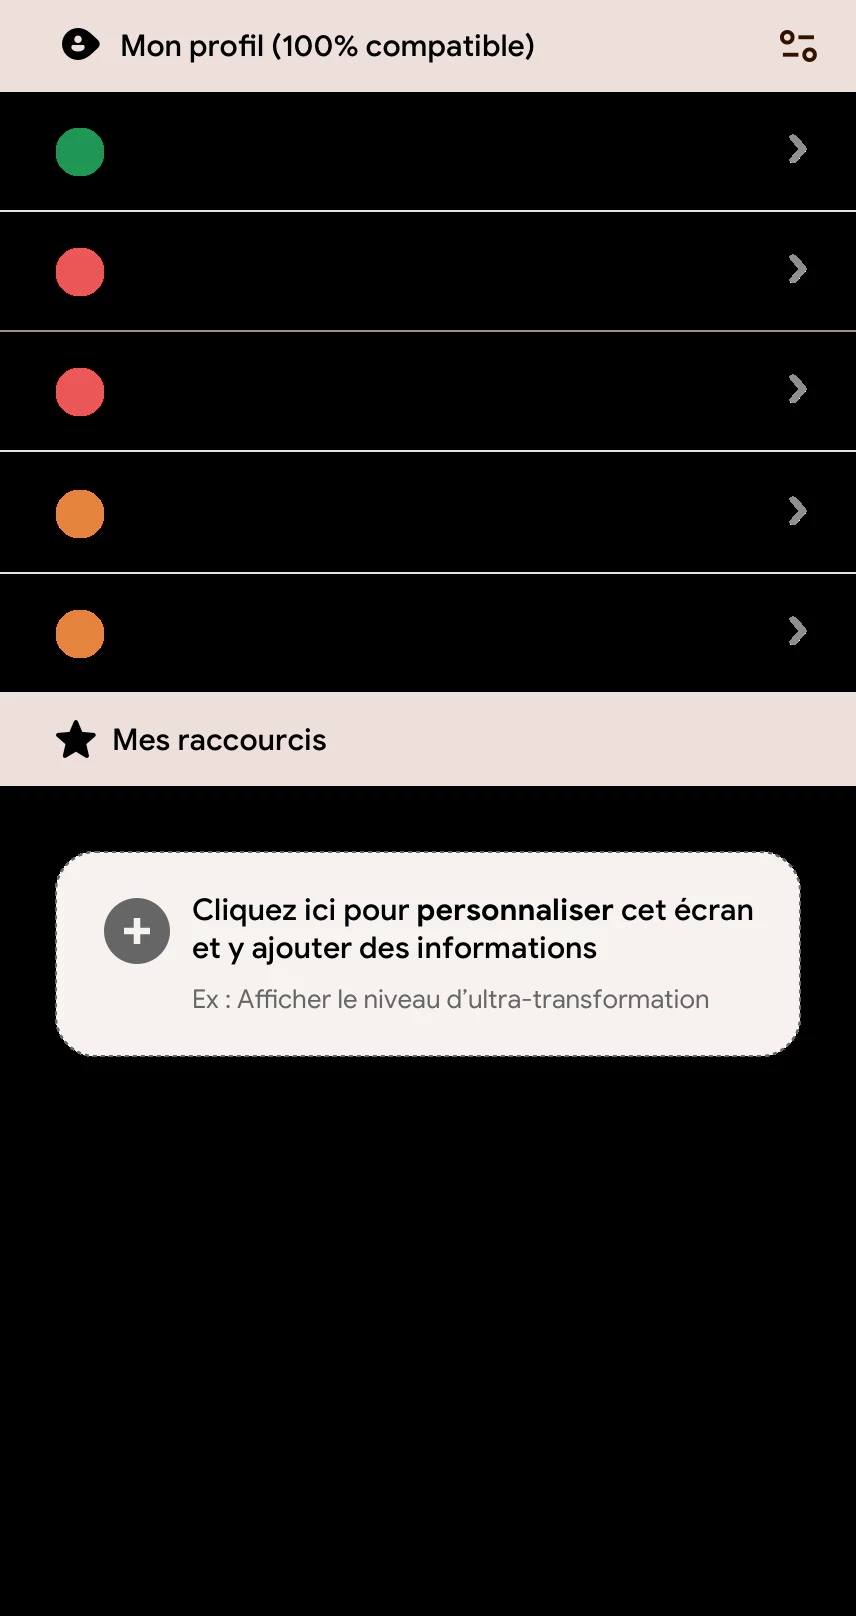 Mon profil (100% compatible)
Mes raccourcis
Cliquez ici pour personnaliser cet écran
et y ajouter des informations
Ex : Afficher le niveau d’ultra-transformation